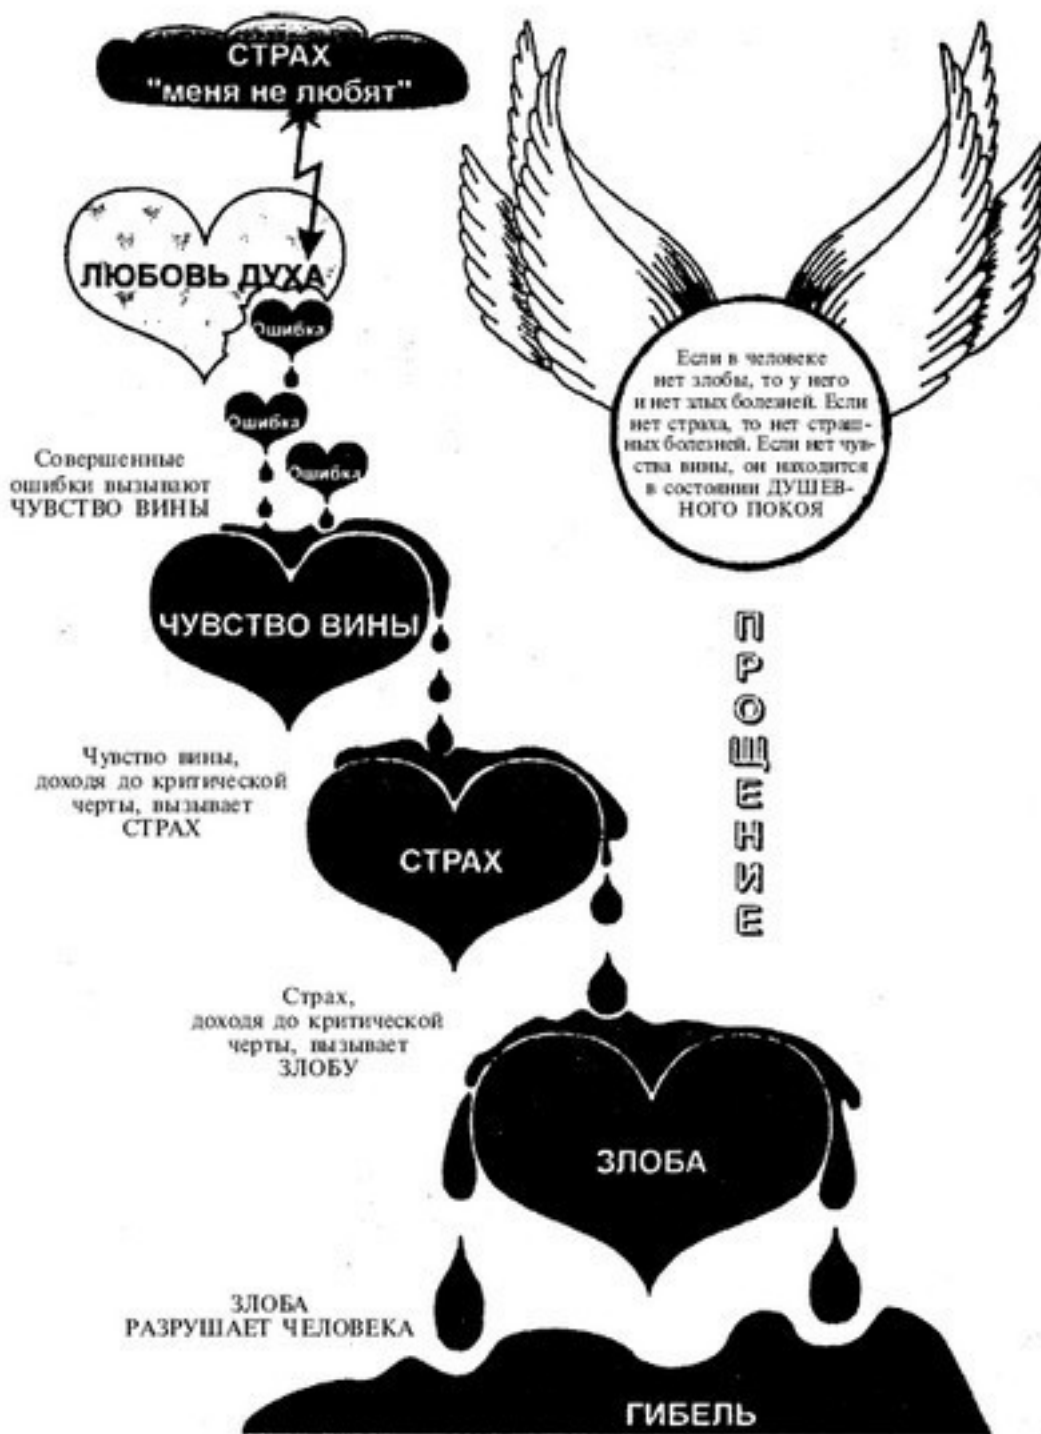 СТРАХ
"меня не любят"
ЛЮБОВЬ ДУХА
Ошибка
Ошибка
Ошибка
Совершенные
ошибки вызывают
ЧУВСТВО ВИНЫ
ЧУВСТВО ВИНЫ
Чувство вины,
доходя до критической
черты, вызывает
СТРАХ
СТРАХ
Страх,
доходя до критической
черты, вызывает
ЗЛОБУ
ЗЛОБА
ЗЛОБА
РАЗРУШАЕТ ЧЕЛОВЕКА
ГИБЕЛЬ
Если в человеке
нет злобы, то у него
и нет злых болезней. Если
нет страха, то нет страш-
ных болезней. Если нет чув-
ства вины, он находится
в состоянии ДУШЕВ-
НОГО ПОКОЯ
ПРОЩЕНИЕ